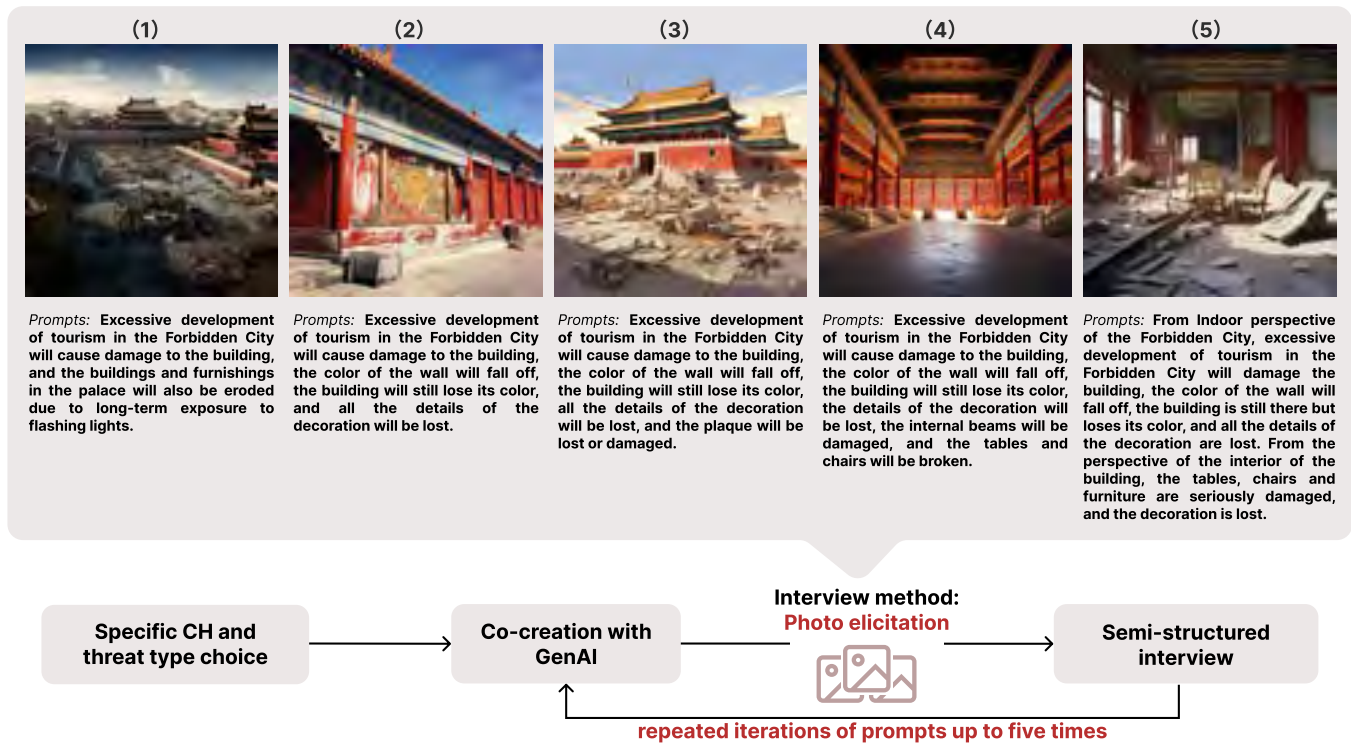 (1)
(2)
(3)
(4)
(5)
Prompts: Excessive development
of tourism in the Forbidden City
will cause damage to the building,
and the buildings and furnishings
in the palace will also be eroded
due to long-term exposure to
flashing lights.
Prompts: Excessive development
of tourism in the Forbidden City
will cause damage to the building,
the color of the wall will fall off,
the building will still lose its color,
and all the details of the
decoration will be lost.
Prompts: Excessive development
of tourism in the Forbidden City
will cause damage to the building,
the color of the wall will fall off,
the building will still lose its color,
all the details of the decoration
will be lost, and the plaque will be
lost or damaged.
Prompts: Excessive development
of tourism in the Forbidden City
will cause damage to the building,
the color of the wall will fall off,
the building will still lose its color,
the details of the decoration will
be lost, the internal beams will be
damaged, and the tables and
chairs will be broken.
Prompts: From Indoor perspective
of the Forbidden City, excessive
development of tourism in the
Forbidden City will damage the
building, the color of the wall will
fall off, the building is still there but
loses its color, and all the details of
the decoration are lost. From the
perspective of the interior of the
building, the tables, chairs and
furniture are seriously damaged,
and the decoration is lost.
Specific CH and
threat type choice
Co-creation with
GenAI
Interview method:
Photo elicitation
Semi-structured
interview
repeated iterations of prompts up to five times